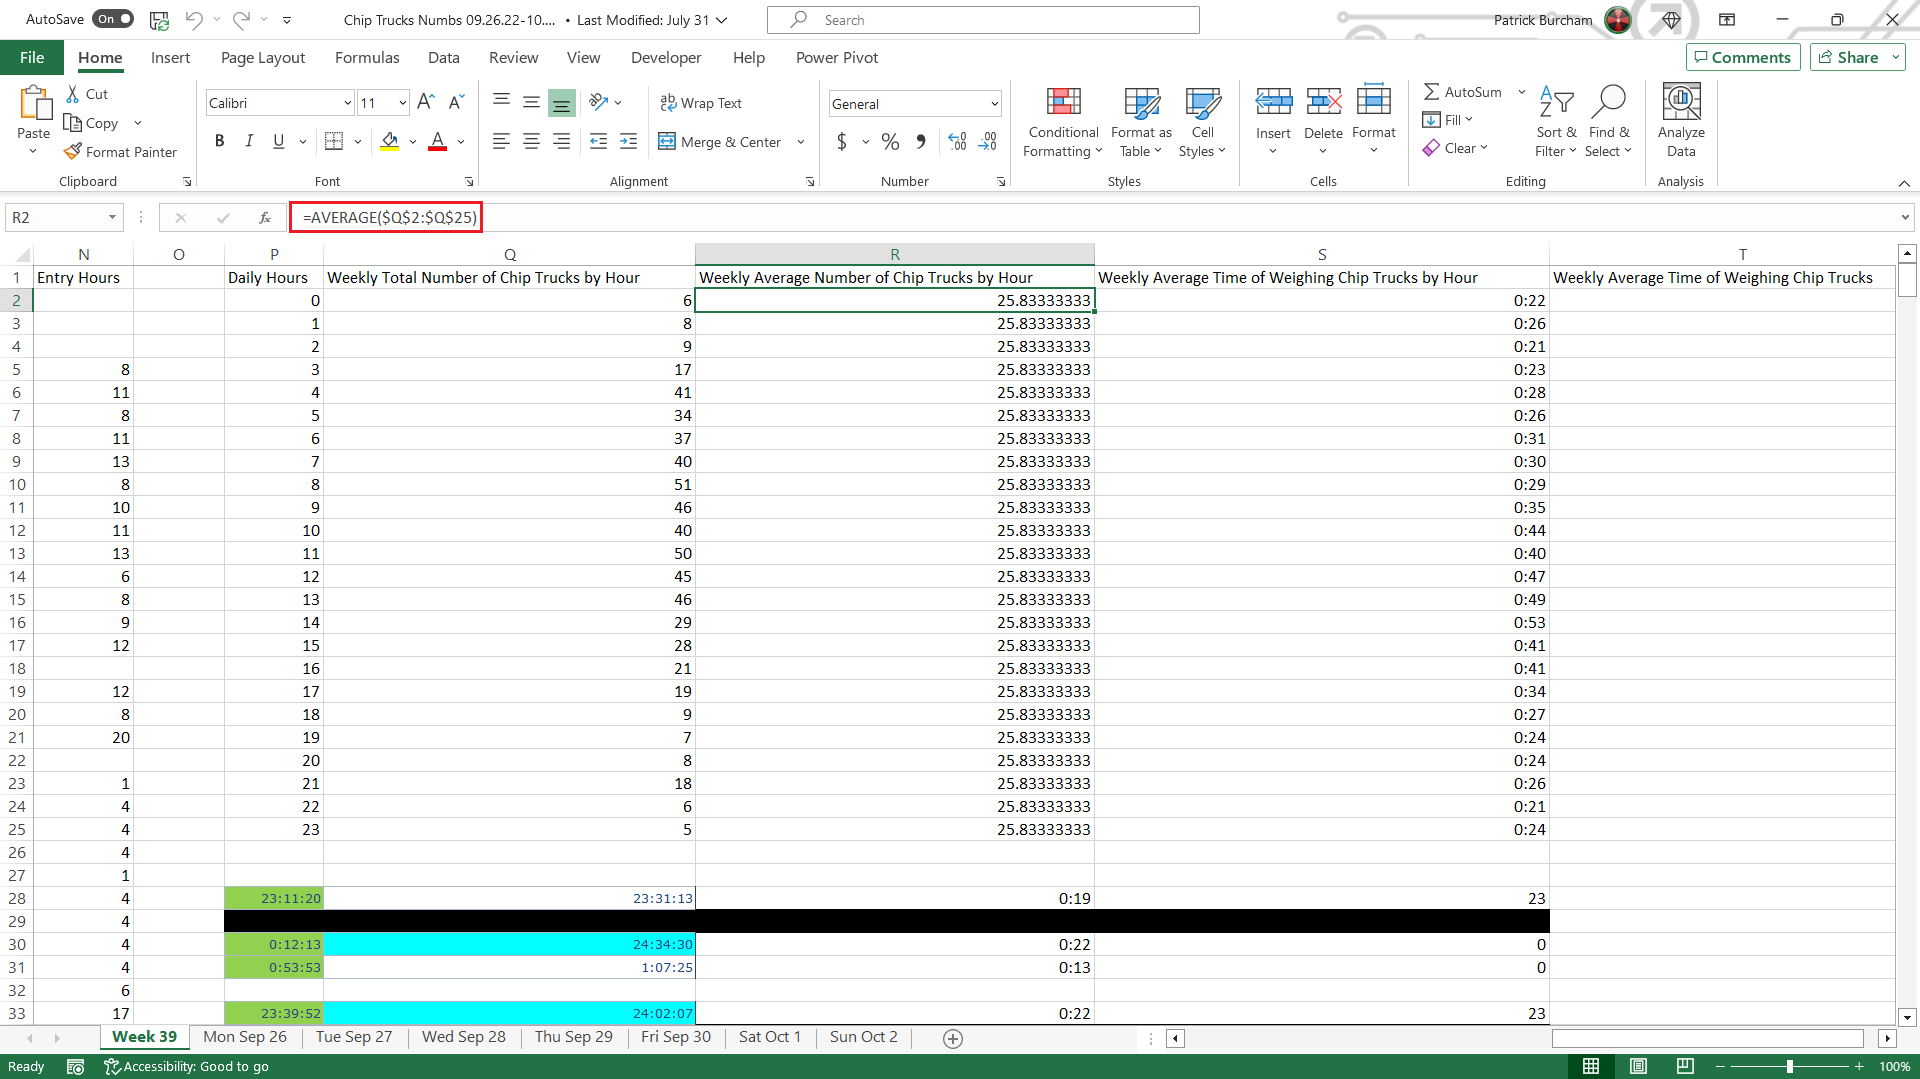 AutoSave On Chip Trucks Numbs 09.26.22-10.... • Last Modified: July 31 Search Patrick Burcham
File Home Insert Page Layout Formulas Data Review View Developer Help Power Pivot Comments Share
Paste Cut Copy Format Painter
Calibri 11 B I U A A A
Wrap Text Merge & Center
General $ %
Conditional Formatting Format as Table Cell Styles
Insert Delete Format
AutoSum Fill Clear Sort & Filter Find & Select
Analyze Data
Clipboard Font Alignment Number Styles Cells Editing Analysis
R2 fx =AVERAGE($Q$2:$Q$25)
N O P Q R S T
1 Entry Hours Daily Hours Weekly Total Number of Chip Trucks by Hour Weekly Average Number of Chip Trucks by Hour Weekly Average Time of Weighing Chip Trucks by Hour Weekly Average Time of Weighing Chip Trucks
2 0 6 25.83333333 0:22
3 1 8 25.83333333 0:26
4 2 9 25.83333333 0:21
5 8 3 17 25.83333333 0:23
6 11 4 41 25.83333333 0:28
7 8 5 34 25.83333333 0:26
8 11 6 37 25.83333333 0:31
9 13 7 40 25.83333333 0:30
10 8 8 51 25.83333333 0:29
11 10 9 46 25.83333333 0:35
12 11 10 40 25.83333333 0:44
13 13 11 50 25.83333333 0:40
14 6 12 45 25.83333333 0:47
15 8 13 46 25.83333333 0:49
16 9 14 29 25.83333333 0:53
17 12 15 28 25.83333333 0:41
18 16 21 25.83333333 0:41
19 12 17 19 25.83333333 0:34
20 8 18 9 25.83333333 0:27
21 20 19 7 25.83333333 0:24
22 20 8 25.83333333 0:24
23 1 21 18 25.83333333 0:26
24 4 22 6 25.83333333 0:21
25 4 23 5 25.83333333 0:24
26 4
27 1
28 4 23:11:20 23:31:13 0:19 23
29 4
30 4 0:12:13 24:34:30 0:22 0
31 4 0:53:53 1:07:25 0:13 0
32 6
33 17 23:39:52 24:02:07 0:22 23
Week 39 Mon Sep 26 Tue Sep 27 Wed Sep 28 Thu Sep 29 Fri Sep 30 Sat Oct 1 Sun Oct 2
Ready Accessibility: Good to go 100%